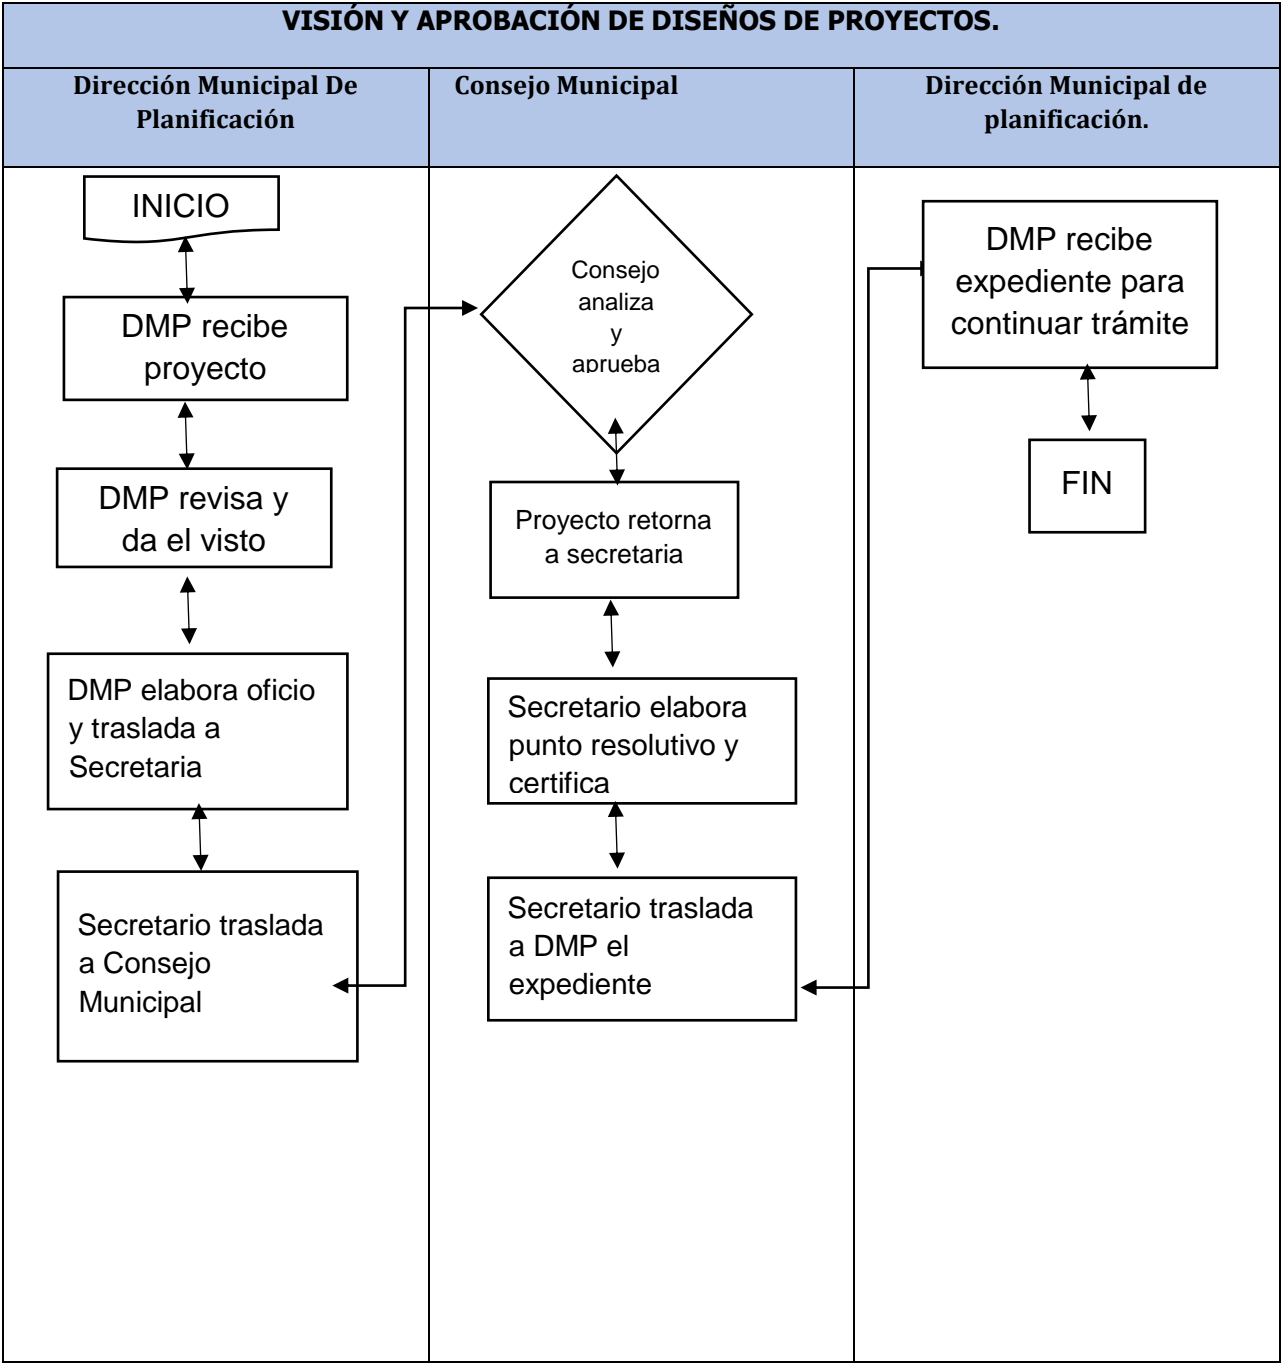 VISIÓN Y APROBACIÓN DE DISEÑOS DE PROYECTOS.
Dirección Municipal De
Planificación
Consejo Municipal
Dirección Municipal de
planificación.
INICIO
DMP recibe
proyecto
DMP revisa y
da el visto
DMP elabora oficio
y traslada a
Secretaria
Secretario traslada
a Consejo
Municipal
Consejo
analiza
y
aprueba
Proyecto retorna
a secretaria
Secretario elabora
punto resolutivo y
certifica
Secretario traslada
a DMP el
expediente
DMP recibe
expediente para
continuar trámite
FIN